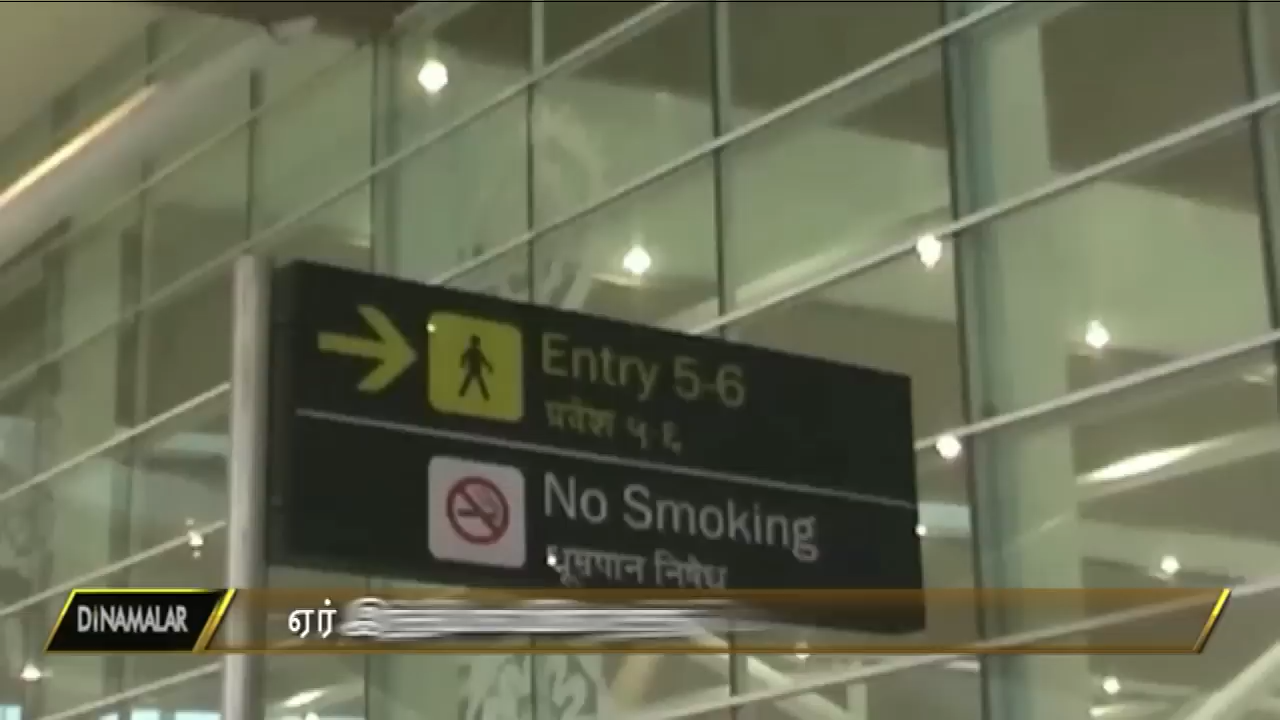 Entry 5-6
प्रवेश ५-६
No Smoking
धूम्रपान निषेध
DINAMALAR
ஏர்